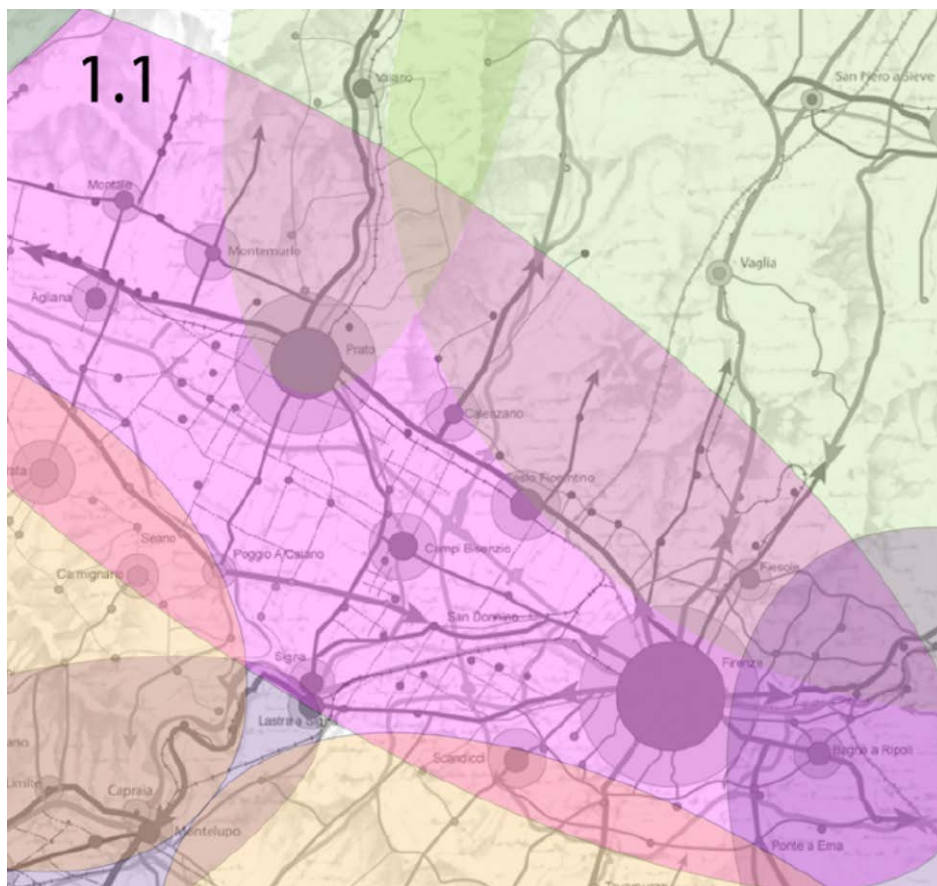 1.1
Vaiano
San Piero a Sieve
Montale
Montemurlo
Vaglia
Agliana
Prato
Calenzano
Sesto Fiorentino
Seano
Campi Bisenzio
Poggio A Caiano
Carmignano
Fiesole
San Donnino
Signa
Firenze
Lastra a Signa
Scandicci
Bagno a Ripoli
Capraia
Montelupo
Ponte a Ema